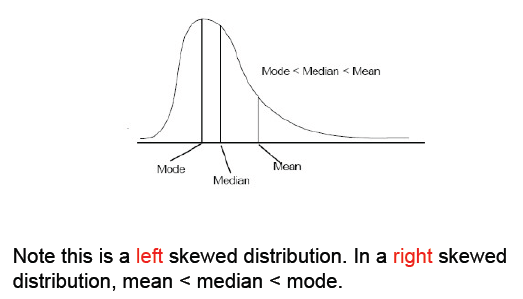 Mode < Median < Mean
Mode
Mean
Median
Note this is a left skewed distribution. In a right skewed
distribution, mean < median < mode.